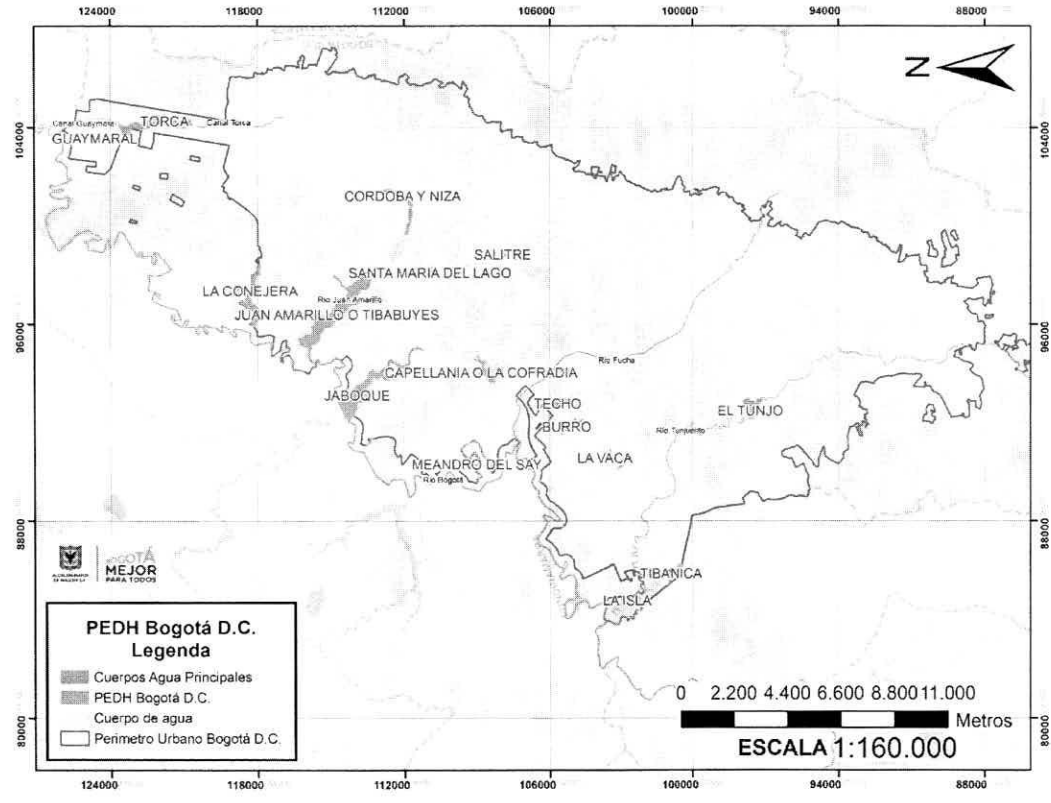 124000 118000 112000 106000 100000 94000 88000
N
104000
104000
Canal Guaymaral
TORCA
Canal Torca
GUAYMARAL
CORDOBA Y NIZA
SALITRE
SANTA MARIA DEL LAGO
LA CONEJERA
Rio Juan Amarillo
JUAN AMARILLO O TIBABUYES
96000
96000
Rio Fucha
CAPELLANIA O LA COFRADIA
JABOQUE
TECHO
EL TUNJO
BURRO
Rio Tunjuelito
LA VACA
MEANDRO DEL SAY
Rio Bogotá
88000
88000
BOGOTÁ
MEJOR
PARA TODOS
TIBANICA
LA ISLA
PEDH Bogotá D.C.
Legenda
Cuerpos Agua Principales
PEDH Bogotá D.C.
Cuerpo de agua
Perimetro Urbano Bogotá D.C.
0 2.200 4.400 6.600 8.800 11.000
Metros
ESCALA 1:160.000
80000
80000
124000 118000 112000 106000 100000 94000 88000